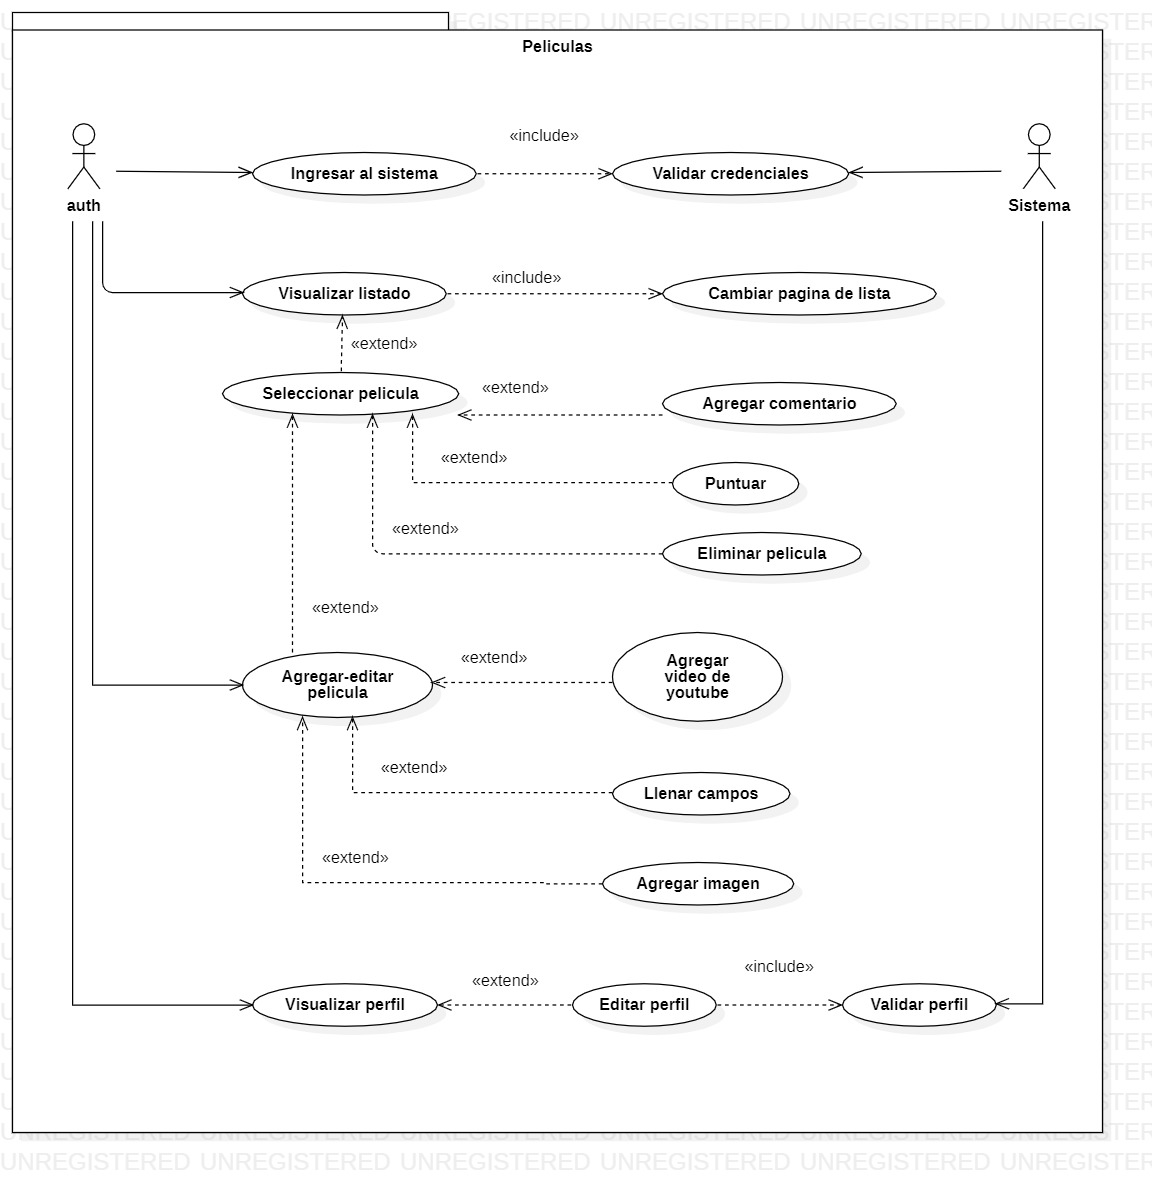 UNREGISTERED UNREGISTERED UNREGISTERED
Peliculas
«include»
Ingresar al sistema
Validar credenciales
auth
Sistema
«include»
Visualizar listado
Cambiar pagina de lista
«extend»
Seleccionar pelicula
«extend»
Agregar comentario
«extend»
Puntuar
«extend»
Eliminar pelicula
«extend»
Agregar-editar
pelicula
«extend»
Agregar
video de
youtube
«extend»
Llenar campos
«extend»
Agregar imagen
«include»
«extend»
Visualizar perfil
Editar perfil
Validar perfil
UNREGISTERED UNREGISTERED UNREGISTERED UNREGISTERED UNREGISTERED
UNREGISTERED UNREGISTERED UNREGISTERED UNREGISTERED UNREGISTERED